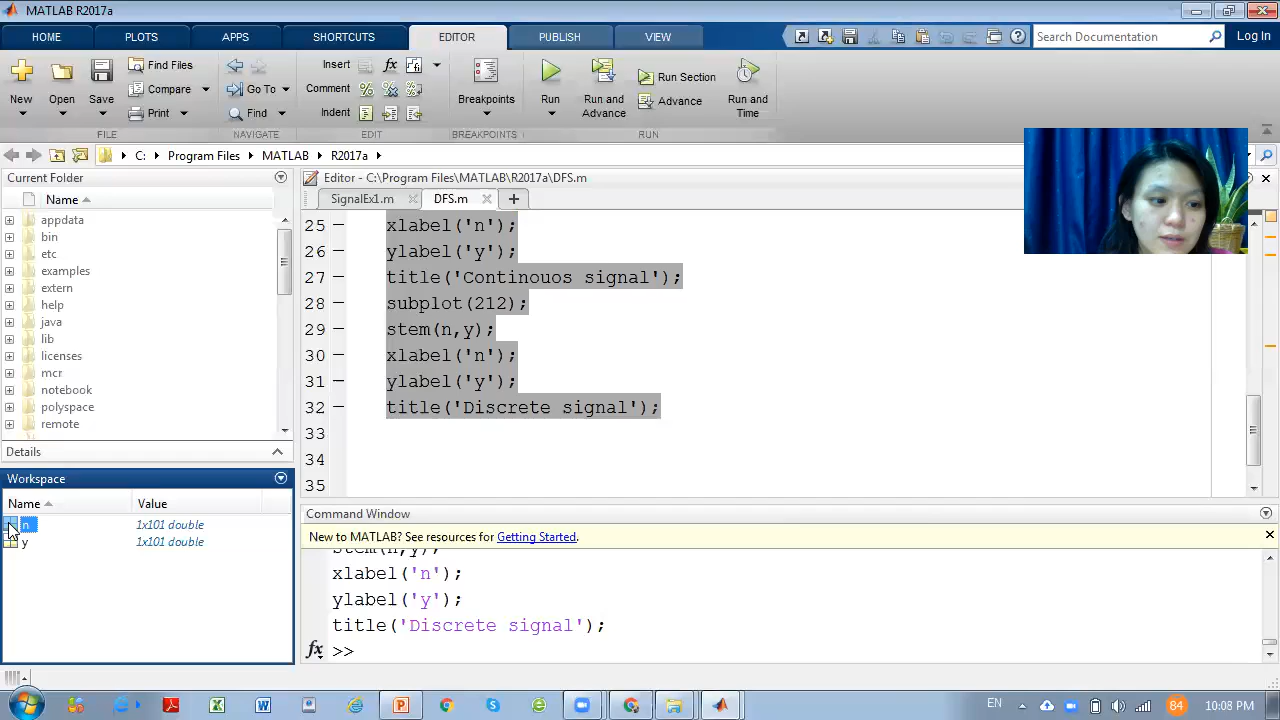 MATLAB R2017a
HOME PLOTS APPS SHORTCUTS EDITOR PUBLISH VIEW Search Documentation Log In
New Open Save Find Files Compare Print Go To Find Insert fx Comment Indent Breakpoints Run Run and Advance Run Section Advance Run and Time
FILE NAVIGATE EDIT BREAKPOINTS RUN
C: Program Files MATLAB R2017a
Current Folder
Name
appdata
bin
etc
examples
extern
help
java
lib
licenses
mcr
notebook
polyspace
remote
Details
Workspace
Name Value
n 1x101 double
y 1x101 double
Editor - C:\Program Files\MATLAB\R2017a\DFS.m
SignalEx1.m DFS.m
25 xlabel('n');
26 ylabel('y');
27 title('Continouos signal');
28 subplot(212);
29 stem(n,y);
30 xlabel('n');
31 ylabel('y');
32 title('Discrete signal');
33
34
35
Command Window
New to MATLAB? See resources for Getting Started.
stem(n,y);
xlabel('n');
ylabel('y');
title('Discrete signal');
fx >>
EN 84 10:08 PM